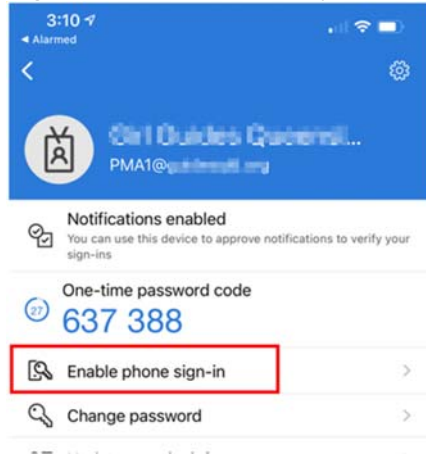 3:10
Alarmed
PMA1@
Notifications enabled
You can use this device to approve notifications to verify your
sign-ins
One-time password code
27
637 388
Enable phone sign-in
Change password